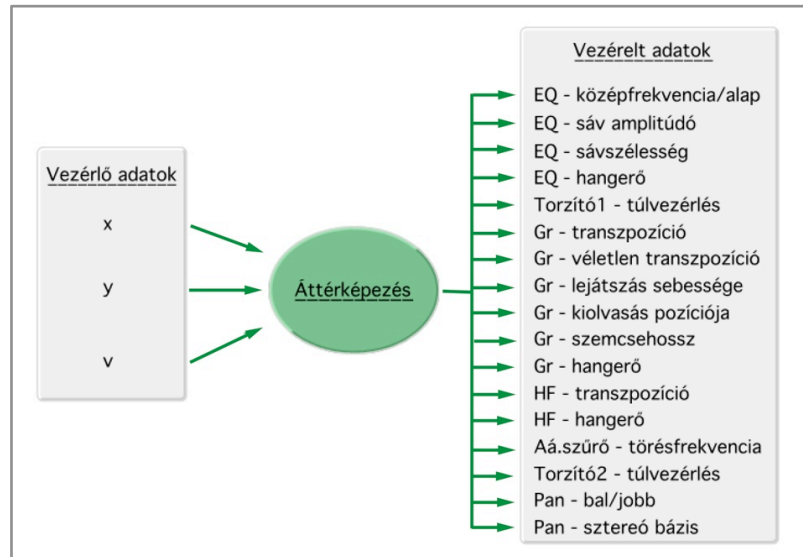 Vezérlő adatok
x
y
v
Áttérképezés
Vezérelt adatok
EQ - középfrekvencia/alap
EQ - sáv amplitúdó
EQ - sávszélesség
EQ - hangerő
Torzító1 - túlvezérlés
Gr - transzpozíció
Gr - véletlen transzpozíció
Gr - lejátszás sebessége
Gr - kiolvasás pozíciója
Gr - szemcsehossz
Gr - hangerő
HF - transzpozíció
HF - hangerő
Aá.szűrő - törésfrekvencia
Torzító2 - túlvezérlés
Pan - bal/jobb
Pan - sztereó bázis